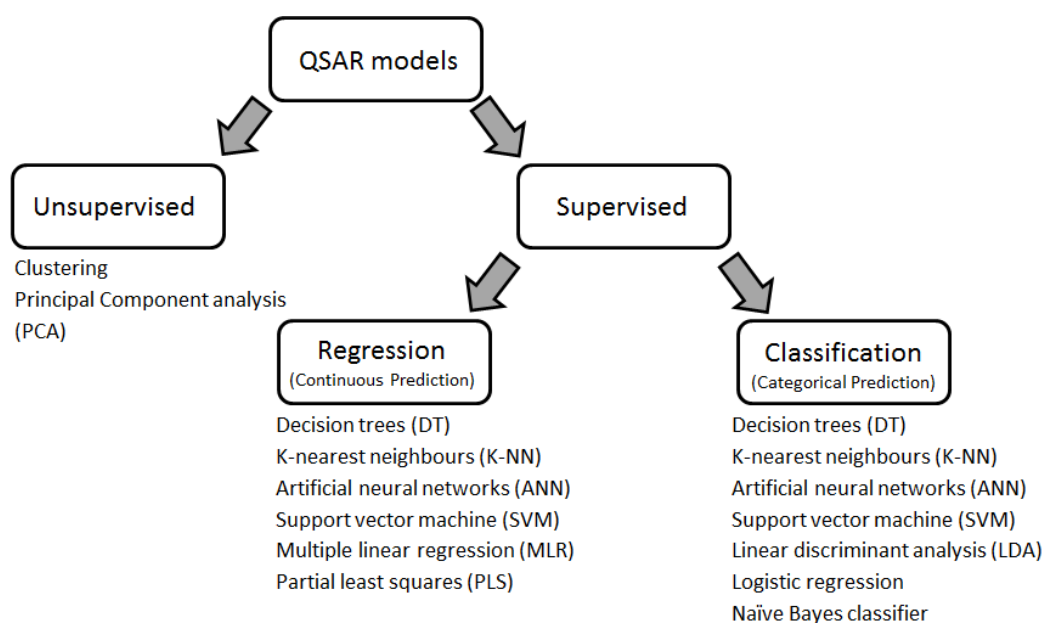 QSAR models
Unsupervised
Clustering
Principal Component analysis
(PCA)
Supervised
Regression
(Continuous Prediction)
Decision trees (DT)
K-nearest neighbours (K-NN)
Artificial neural networks (ANN)
Support vector machine (SVM)
Multiple linear regression (MLR)
Partial least squares (PLS)
Classification
(Categorical Prediction)
Decision trees (DT)
K-nearest neighbours (K-NN)
Artificial neural networks (ANN)
Support vector machine (SVM)
Linear discriminant analysis (LDA)
Logistic regression
Naïve Bayes classifier